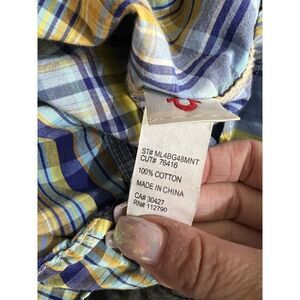 ST# ML4BG48MNT
CUT# 76416
100% COTTON
MADE IN CHINA
CA# 30427
RN# 112790